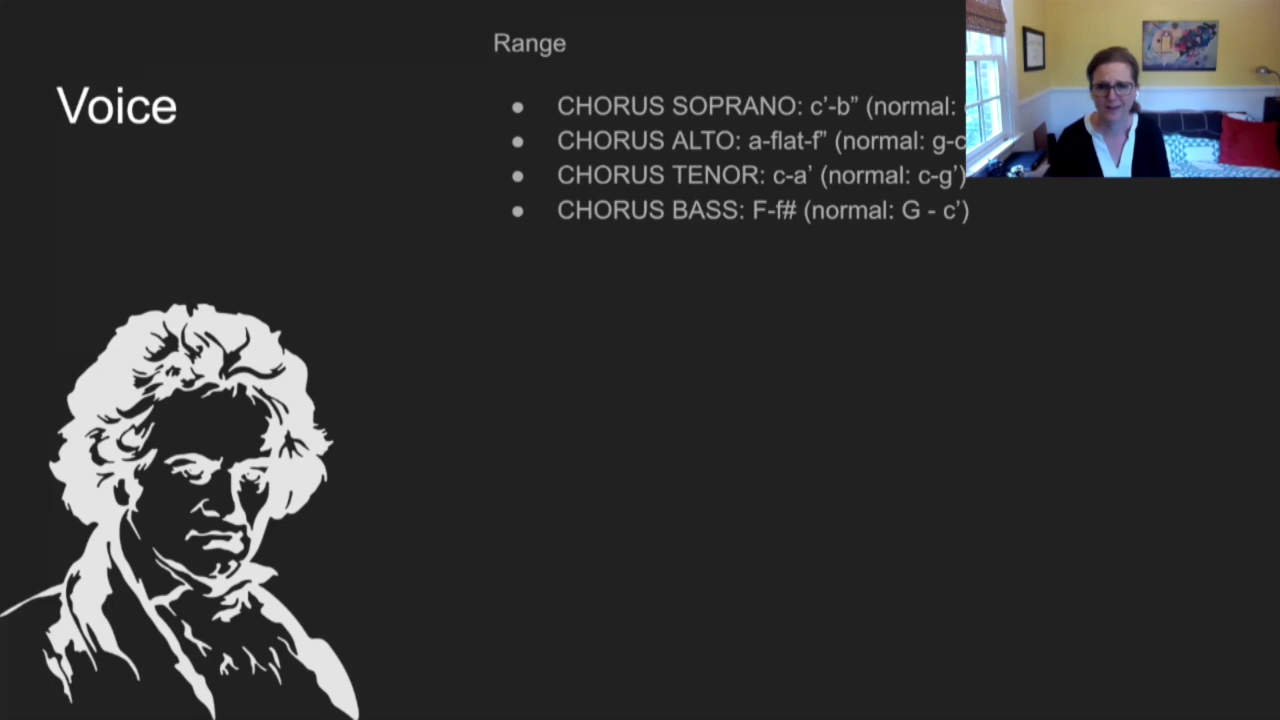 Range
Voice
● CHORUS SOPRANO: c’-b” (normal:
● CHORUS ALTO: a-flat-f” (normal: g-c
● CHORUS TENOR: c-a’ (normal: c-g’)
● CHORUS BASS: F-f# (normal: G - c’)